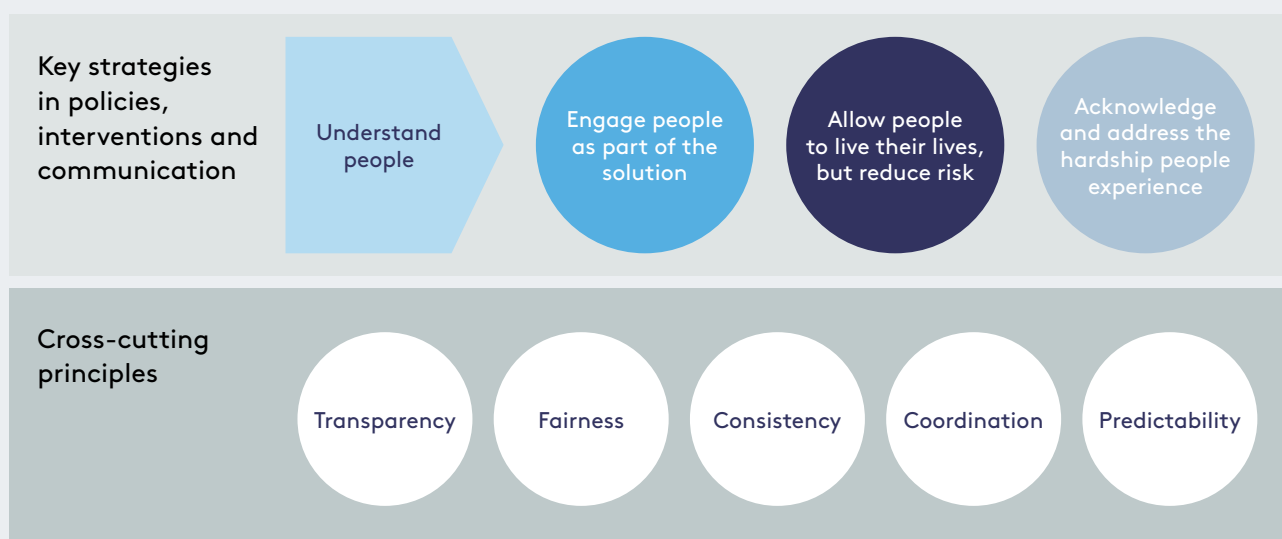 Key strategies
in policies,
interventions and
communication
Understand
people
Engage people
as part of the
solution
Allow people
to live their lives,
but reduce risk
Acknowledge
and address the
hardship people
experience
Cross-cutting
principles
Transparency
Fairness
Consistency
Coordination
Predictability